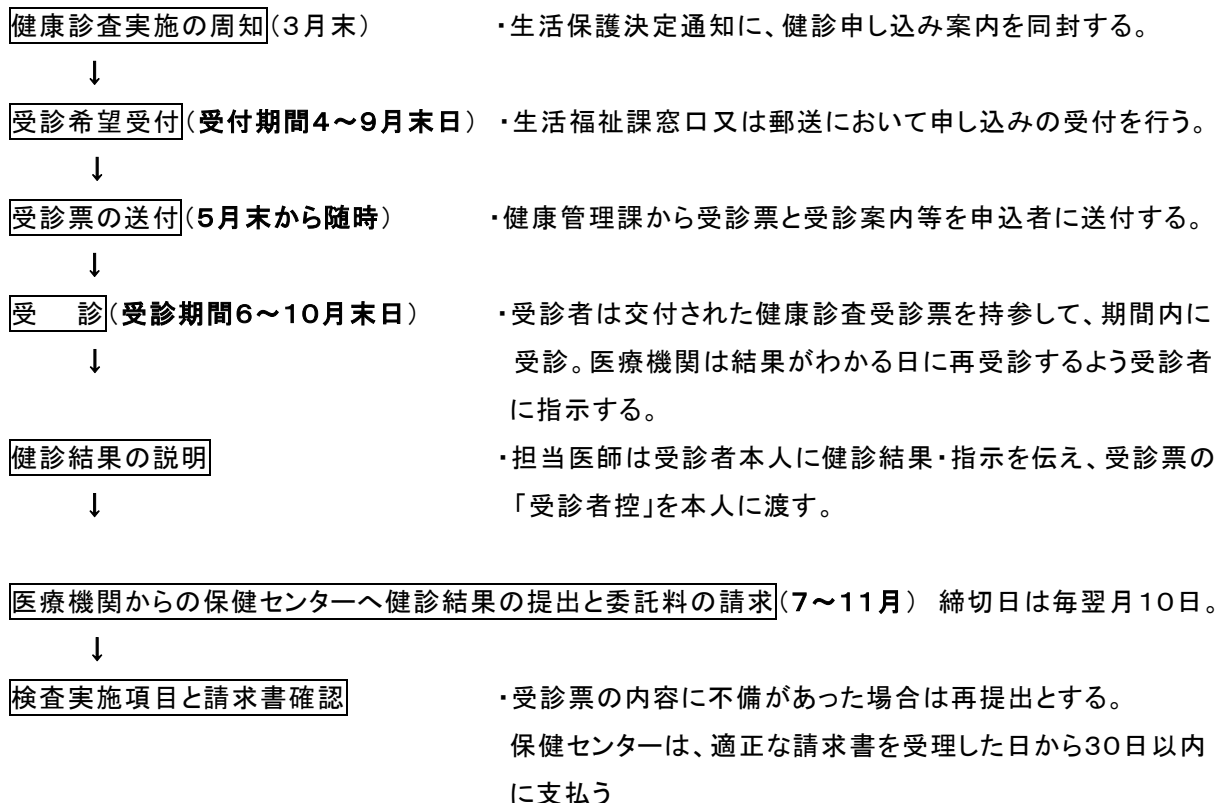 健康診査実施の周知(3月末) ・生活保護決定通知に、健診申し込み案内を同封する。
↓
受診希望受付(受付期間4～9月末日) ・生活福祉課窓口又は郵送において申し込みの受付を行う。
↓
受診票の送付(5月末から随時) ・健康管理課から受診票と受診案内等を申込者に送付する。
↓
受 診(受診期間6～10月末日) ・受診者は交付された健康診査受診票を持参して、期間内に
↓ 受診。医療機関は結果がわかる日に再受診するよう受診者
に指示する。
健診結果の説明 ・担当医師は受診者本人に健診結果・指示を伝え、受診票の
↓ 「受診者控」を本人に渡す。
医療機関からの保健センターへ健診結果の提出と委託料の請求(7～11月) 締切日は毎翌月10日。
↓
検査実施項目と請求書確認 ・受診票の内容に不備があった場合は再提出とする。
保健センターは、適正な請求書を受理した日から30日以内
に支払う